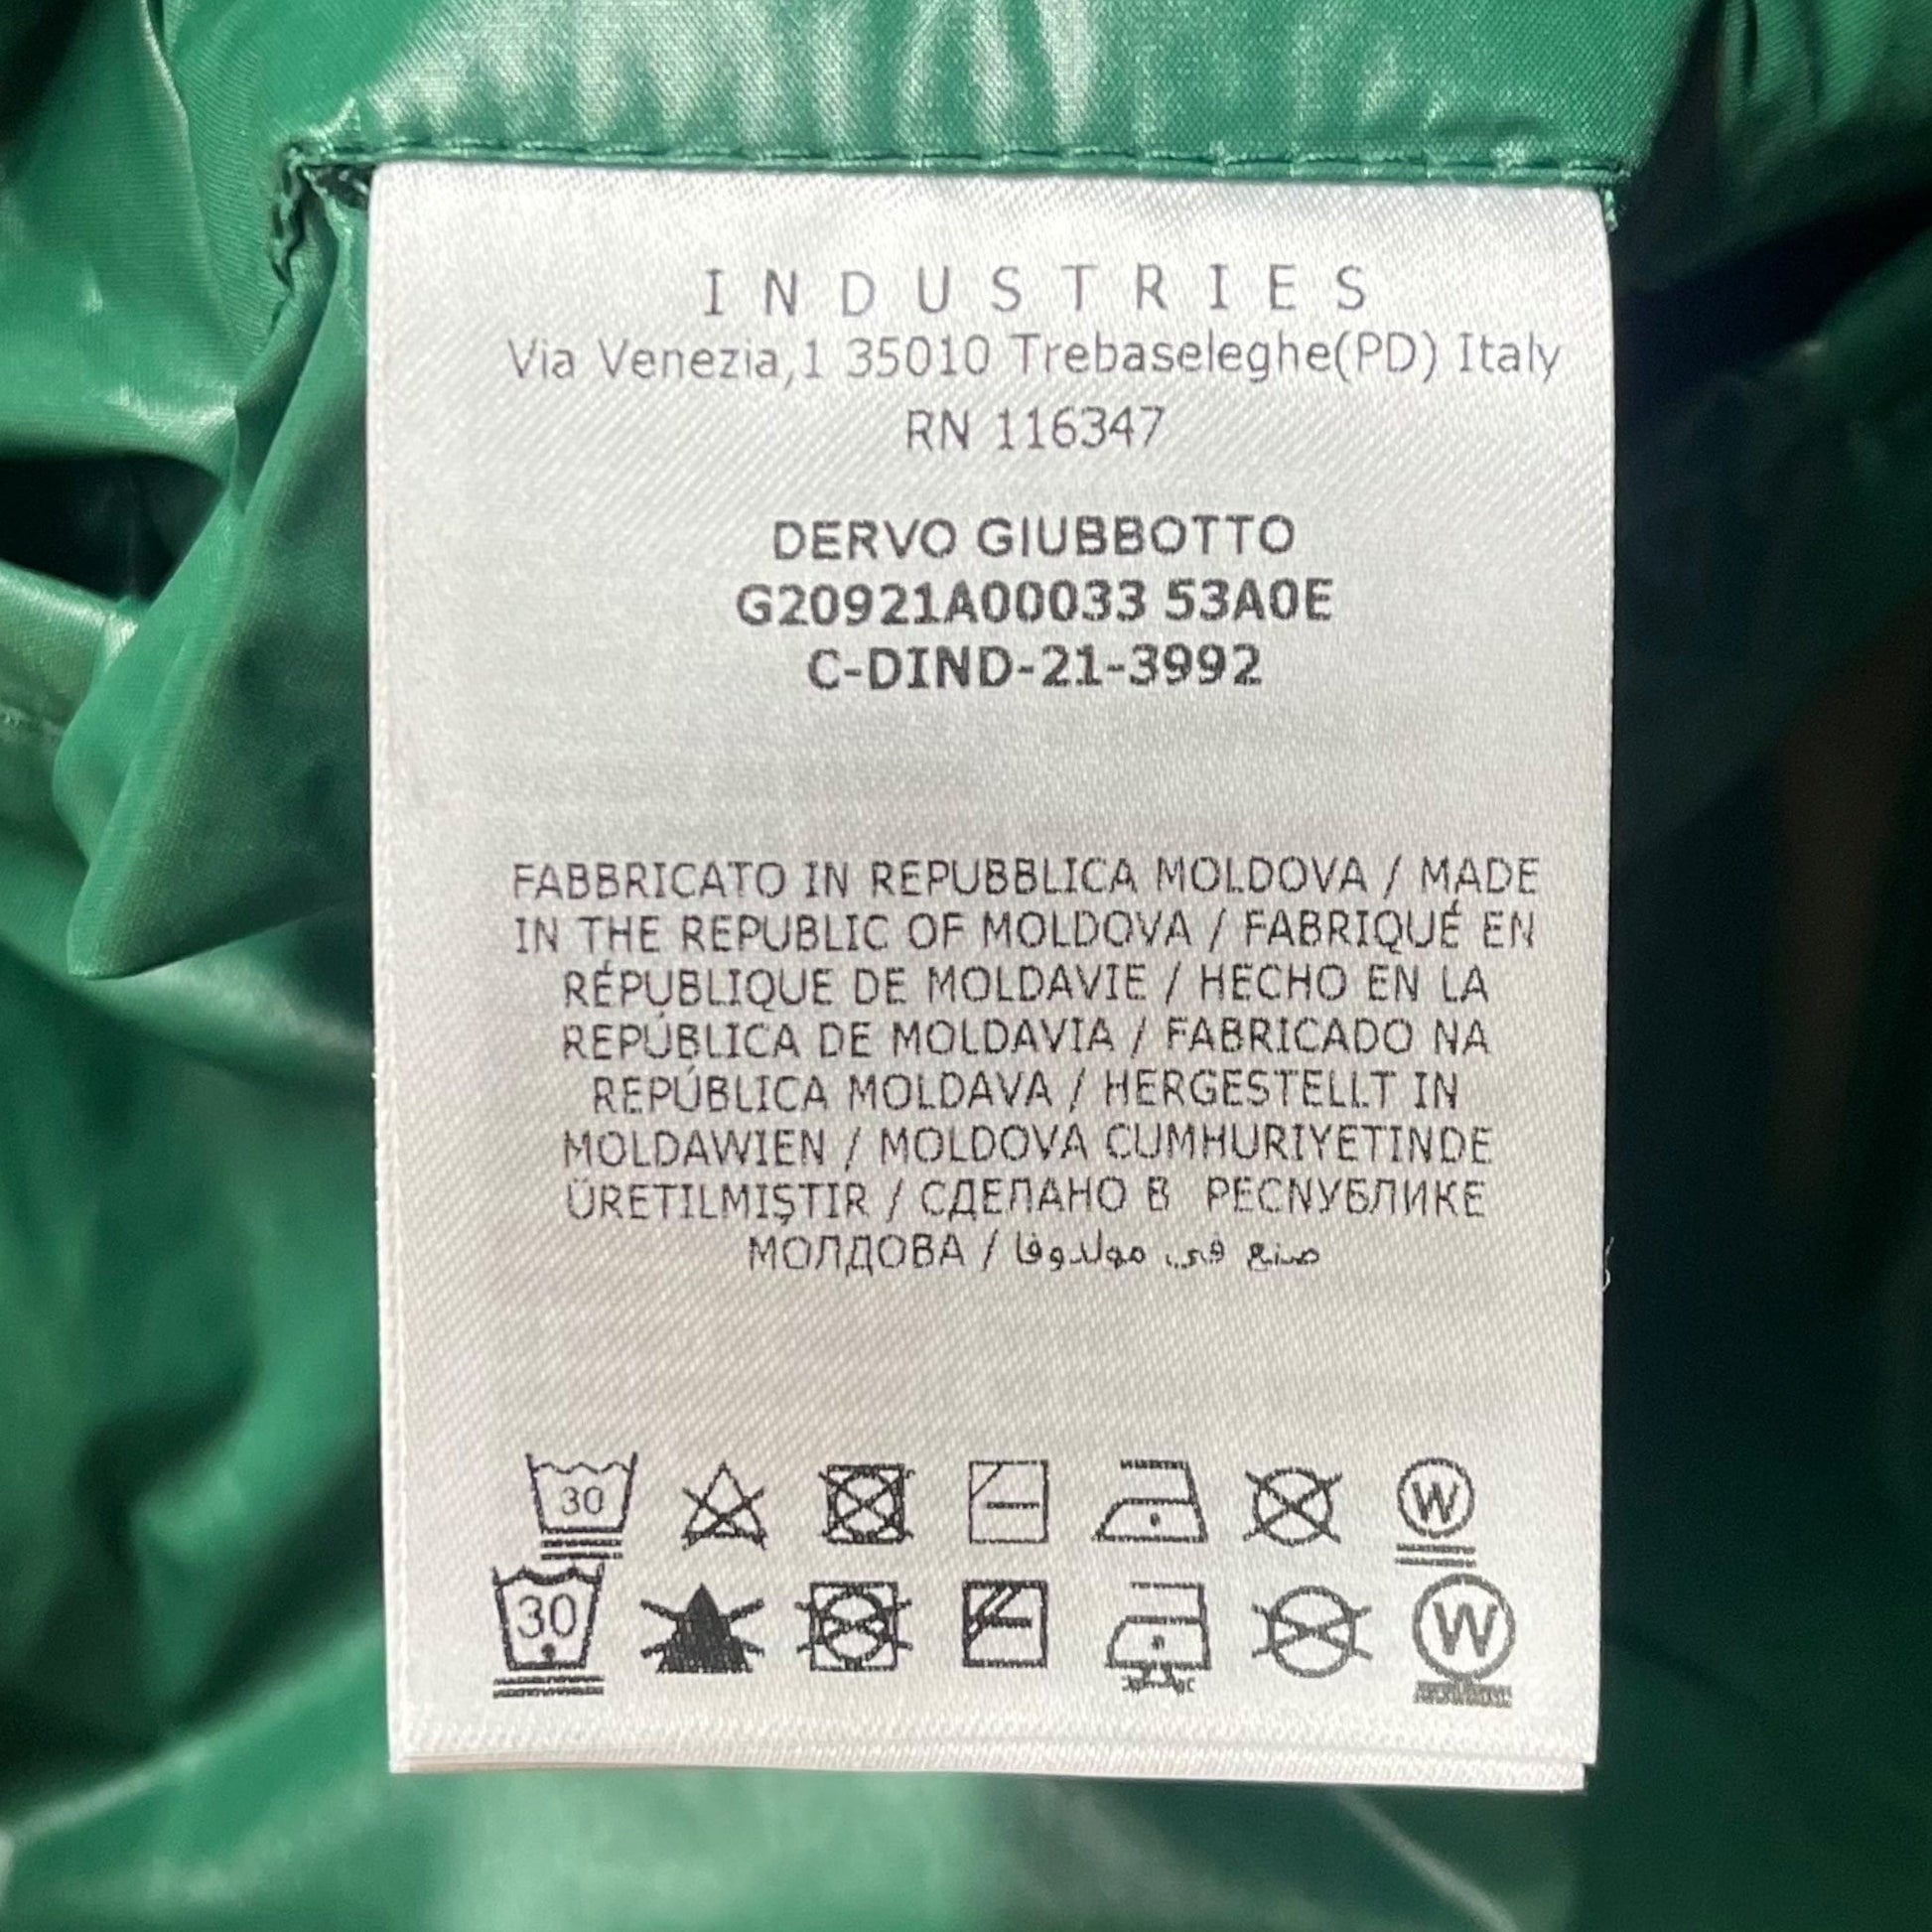 INDUSTRIES
Via Venezia,1 35010 Trebaseleghe(PD) Italy
RN 116347
DERVO GIUBBOTTO
G20921A00033 53A0E
C-DIND-21-3992
FABBRICATO IN REPUBBLICA MOLDOVA / MADE
IN THE REPUBLIC OF MOLDOVA / FABRIQUÉ EN
RÉPUBLIQUE DE MOLDAVIE / HECHO EN LA
REPÚBLICA DE MOLDAVIA / FABRICADO NA
REPÚBLICA MOLDAVA / HERGESTELLT IN
MOLDAWIEN / MOLDOVA CUMHURIYETINDE
ÜRETILMIŞTIR / СДЕЛАНО В РЕСПУБЛИКЕ
МОЛДОВА / صنع في مولدوفا
30 W
30 W